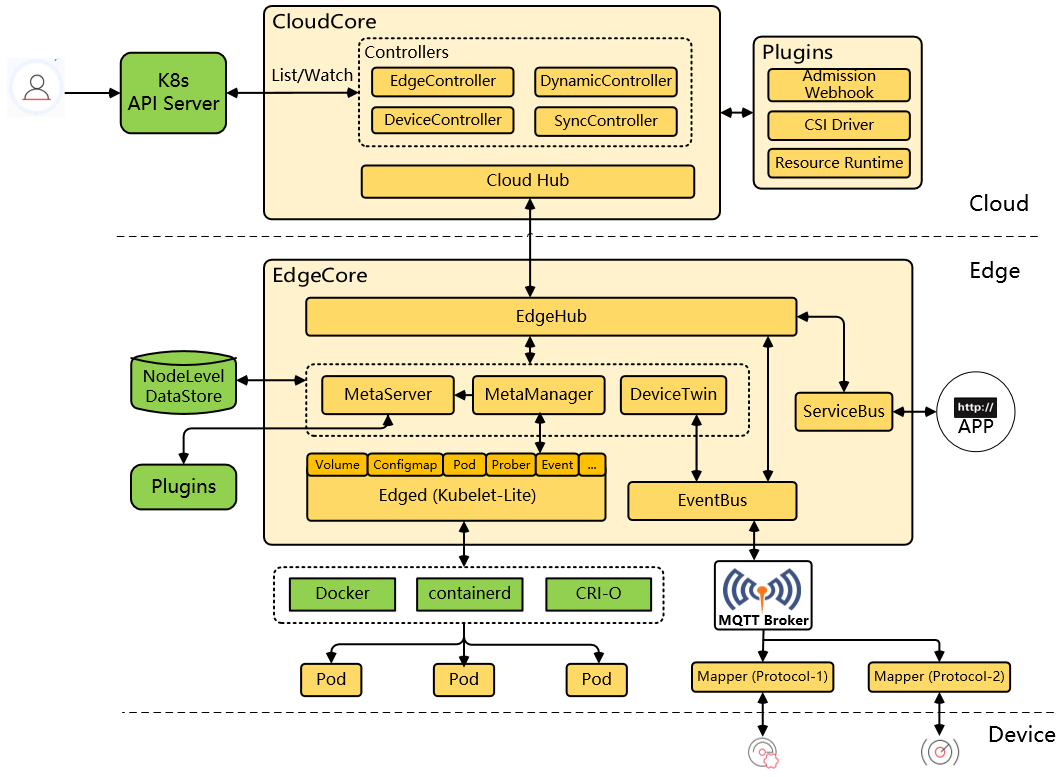 CloudCore
Controllers
Plugins
K8s
API Server
List/Watch
EdgeController
DynamicController
Admission
Webhook
DeviceController
SyncController
CSI Driver
Resource Runtime
Cloud Hub
Cloud
EdgeCore
Edge
EdgeHub
NodeLevel
DataStore
MetaServer
MetaManager
DeviceTwin
ServiceBus
http://
APP
Volume
Configmap
Pod
Prober
Event
...
Plugins
Edged (Kubelet-Lite)
EventBus
Docker
containerd
CRI-O
MQTT Broker
Pod
Pod
Pod
Mapper (Protocol-1)
Mapper (Protocol-2)
Device